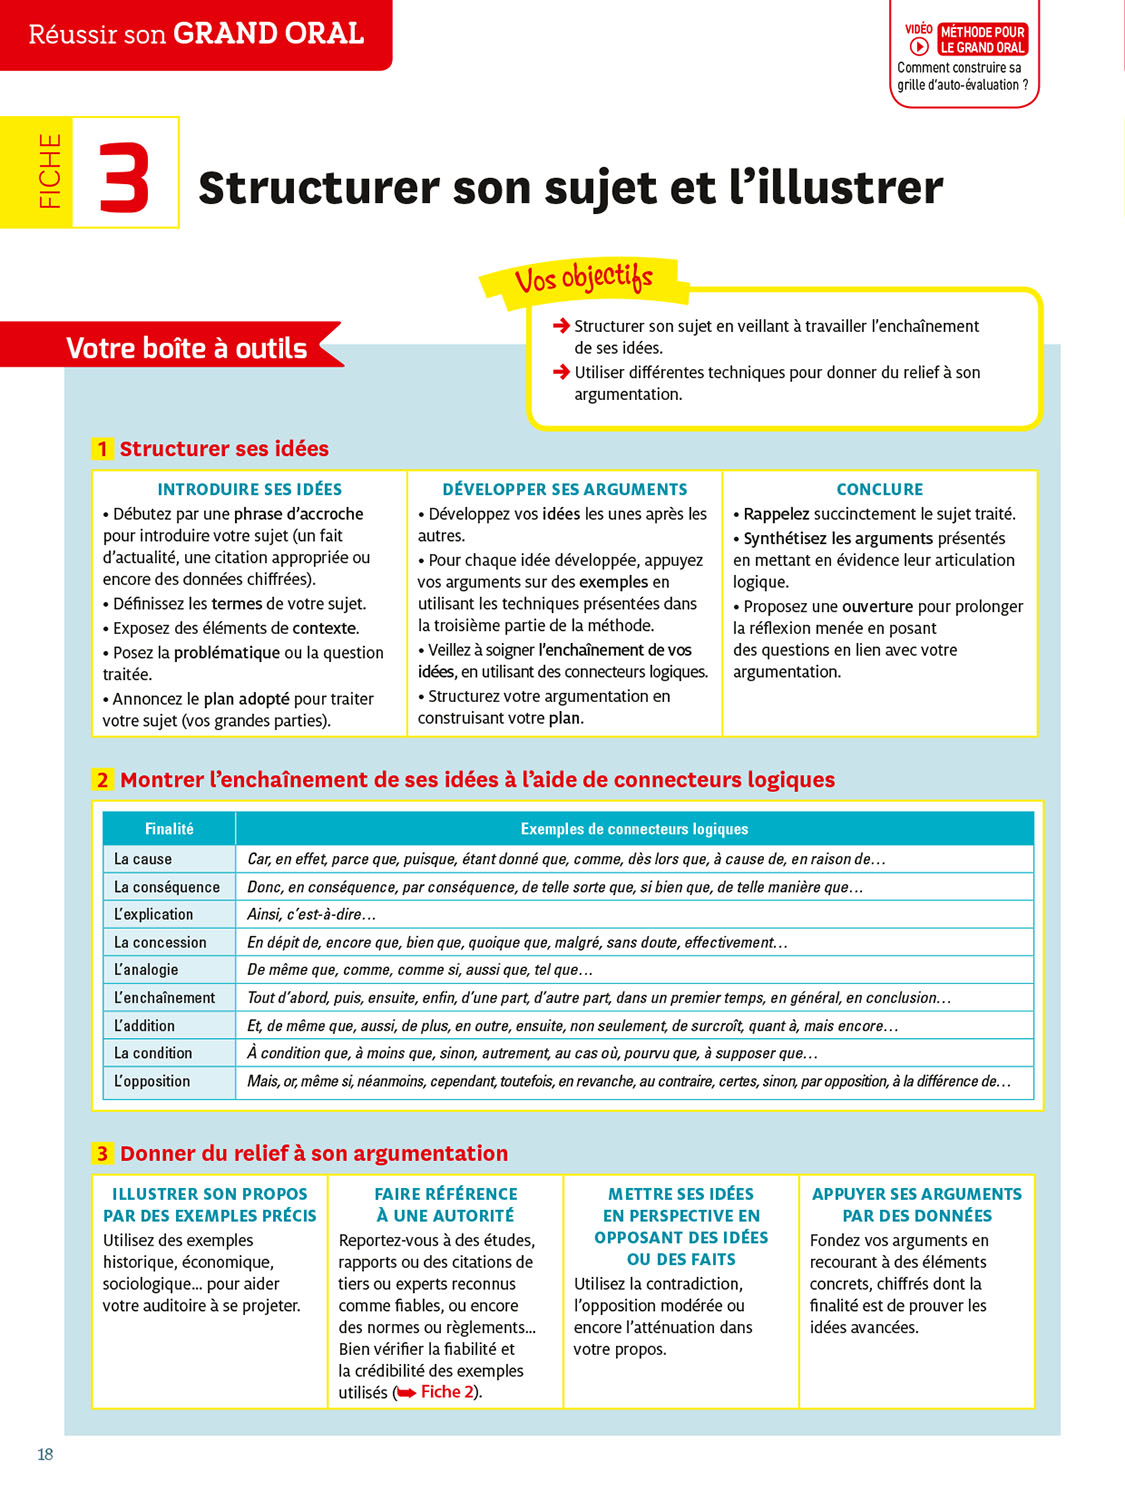 Réussir son GRAND ORAL
VIDÉO
MÉTHODE POUR
LE GRAND ORAL
Comment construire sa
grille d'auto-évaluation ?
FICHE
3
Structurer son sujet et l'illustrer
Vos objectifs
Structurer son sujet en veillant à travailler l'enchaînement
de ses idées.
Utiliser différentes techniques pour donner du relief à son
argumentation.
Votre boîte à outils
1 Structurer ses idées
INTRODUIRE SES IDÉES
• Débutez par une phrase d'accroche
pour introduire votre sujet (un fait
d'actualité, une citation appropriée ou
encore des données chiffrées).
• Définissez les termes de votre sujet.
• Exposez des éléments de contexte.
• Posez la problématique ou la question
traitée.
• Annoncez le plan adopté pour traiter
votre sujet (vos grandes parties).
DÉVELOPPER SES ARGUMENTS
• Développez vos idées les unes après les
autres.
• Pour chaque idée développée, appuyez
vos arguments sur des exemples en
utilisant les techniques présentées dans
la troisième partie de la méthode.
• Veillez à soigner l'enchaînement de vos
idées, en utilisant des connecteurs logiques.
• Structurez votre argumentation en
construisant votre plan.
CONCLURE
• Rappelez succinctement le sujet traité.
• Synthétisez les arguments présentés
en mettant en évidence leur articulation
logique.
• Proposez une ouverture pour prolonger
la réflexion menée en posant
des questions en lien avec votre
argumentation.
2 Montrer l'enchaînement de ses idées à l'aide de connecteurs logiques
Finalité Exemples de connecteurs logiques
La cause Car, en effet, parce que, puisque, étant donné que, comme, dès lors que, à cause de, en raison de…
La conséquence Donc, en conséquence, par conséquence, de telle sorte que, si bien que, de telle manière que…
L'explication Ainsi, c'est-à-dire…
La concession En dépit de, encore que, bien que, quoique que, malgré, sans doute, effectivement…
L'analogie De même que, comme, comme si, aussi que, tel que…
L'enchaînement Tout d'abord, puis, ensuite, enfin, d'une part, d'autre part, dans un premier temps, en général, en conclusion…
L'addition Et, de même que, aussi, de plus, en outre, ensuite, non seulement, de surcroît, quant à, mais encore…
La condition À condition que, à moins que, sinon, autrement, au cas où, pourvu que, à supposer que…
L'opposition Mais, or, même si, néanmoins, cependant, toutefois, en revanche, au contraire, certes, sinon, par opposition, à la différence de…
3 Donner du relief à son argumentation
ILLUSTRER SON PROPOS
PAR DES EXEMPLES PRÉCIS
Utilisez des exemples
historique, économique,
sociologique… pour aider
votre auditoire à se projeter.
FAIRE RÉFÉRENCE
À UNE AUTORITÉ
Reportez-vous à des études,
rapports ou des citations de
tiers ou experts reconnus
comme fiables, ou encore
des normes ou règlements…
Bien vérifier la fiabilité et
la crédibilité des exemples
utilisés (➥ Fiche 2).
METTRE SES IDÉES
EN PERSPECTIVE EN
OPPOSANT DES IDÉES
OU DES FAITS
Utilisez la contradiction,
l'opposition modérée ou
encore l'atténuation dans
votre propos.
APPUYER SES ARGUMENTS
PAR DES DONNÉES
Fondez vos arguments en
recourant à des éléments
concrets, chiffrés dont la
finalité est de prouver les
idées avancées.
18